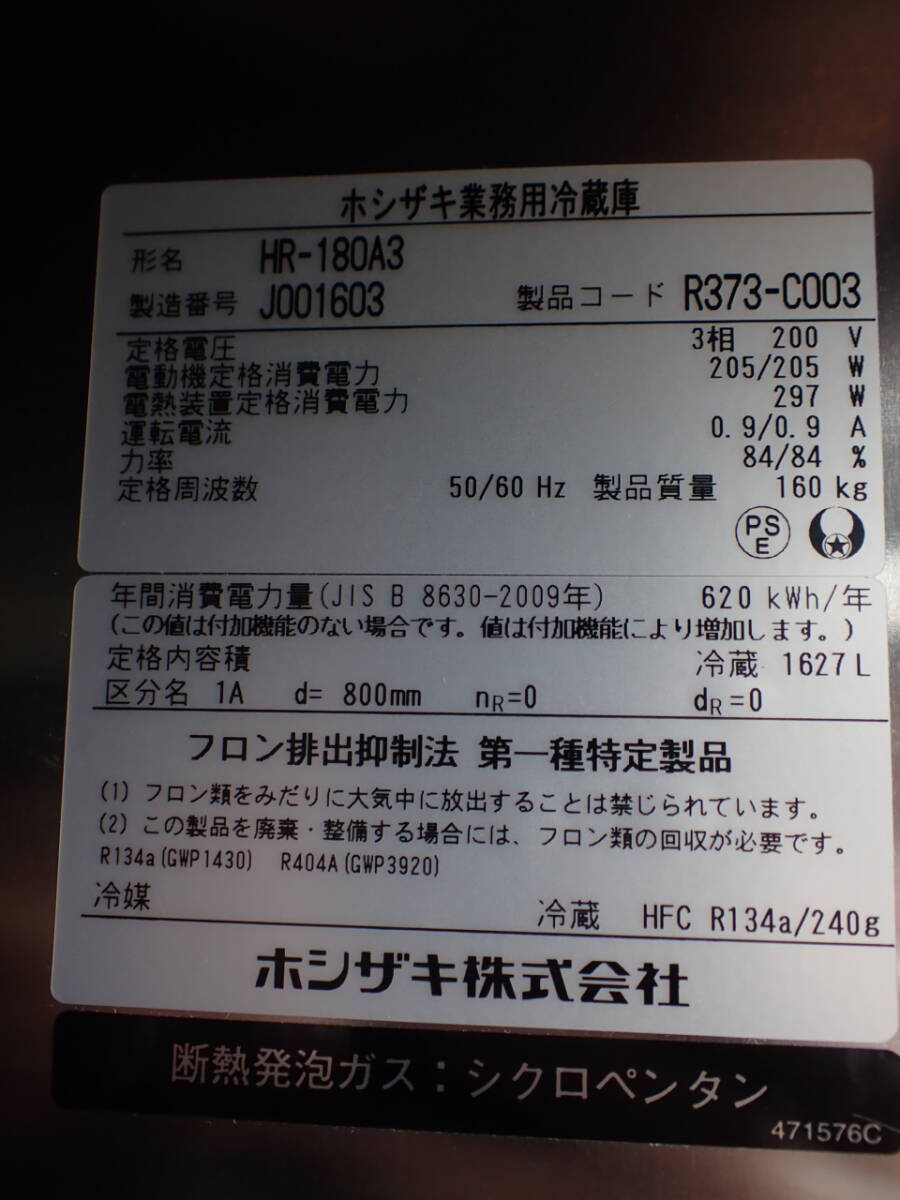 ホシザキ業務用冷蔵庫
形名 HR-180A3
製造番号 J001603 製品コード R373-C003
定格電圧 3相 200 V
電動機定格消費電力 205/205 W
電熱装置定格消費電力 297 W
運転電流 0.9/0.9 A
力率 84/84 %
定格周波数 50/60 Hz 製品質量 160 kg
PS
E
年間消費電力量(JIS B 8630-2009年) 620 kWh/年
(この値は付加機能のない場合です。値は付加機能により増加します。)
定格内容積 冷蔵 1627L
区分名 1A d= 800mm nR=0 dR=0
フロン排出抑制法 第一種特定製品
(1) フロン類をみだりに大気中に放出することは禁じられています。
(2) この製品を廃棄・整備する場合には、フロン類の回収が必要です。
R134a(GWP1430) R404A(GWP3920)
冷媒 冷蔵 HFC R134a/240g
ホシザキ株式会社
断熱発泡ガス：シクロペンタン
471576C